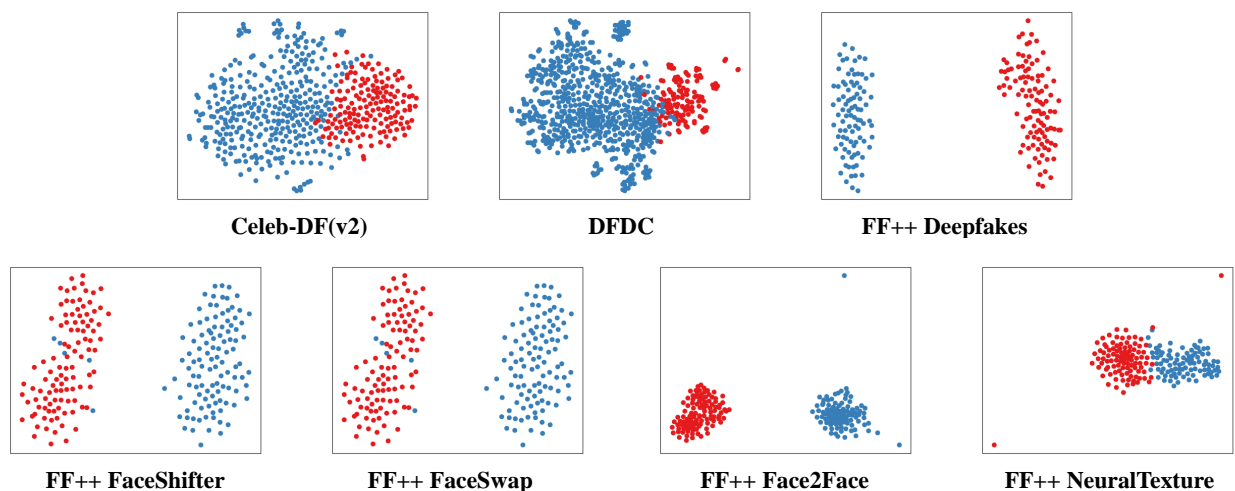 Celeb-DF(v2)
DFDC
FF++ Deepfakes
FF++ FaceShifter
FF++ FaceSwap
FF++ Face2Face
FF++ NeuralTexture